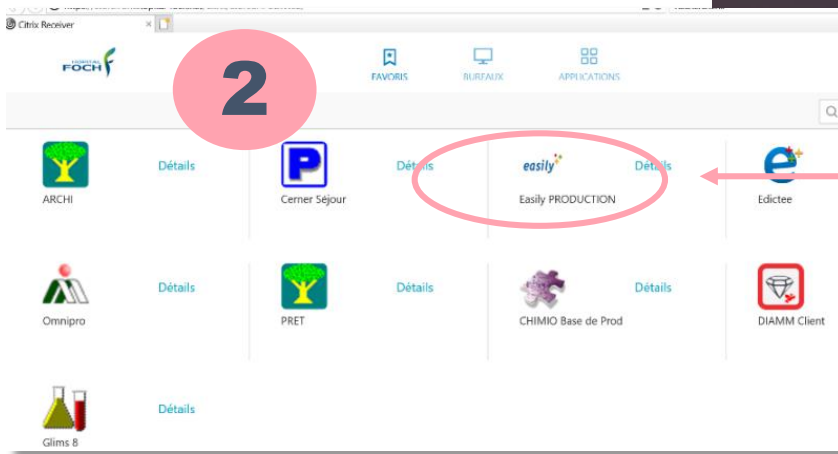 Citrix Receiver
HOPITAL
FOCH
2
FAVORIS
BUREAUX
APPLICATIONS
Détails
Détails
easily
Détails
ARCHI
Cerner Séjour
Easily PRODUCTION
Edictee
Détails
Détails
Détails
Omnipro
PRET
CHIMIO Base de Prod
DIAMM Client
Détails
Glims 8